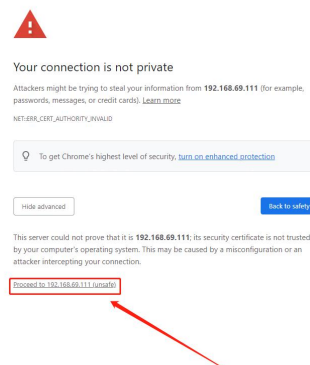 Your connection is not private
Attackers might be trying to steal your information from 192.168.69.111 (for example,
passwords, messages, or credit cards). Learn more
NET::ERR_CERT_AUTHORITY_INVALID
To get Chrome's highest level of security, turn on enhanced protection
Hide advanced
Back to safety
This server could not prove that it is 192.168.69.111; its security certificate is not trusted
by your computer's operating system. This may be caused by a misconfiguration or an
attacker intercepting your connection.
Proceed to 192.168.69.111 (unsafe)